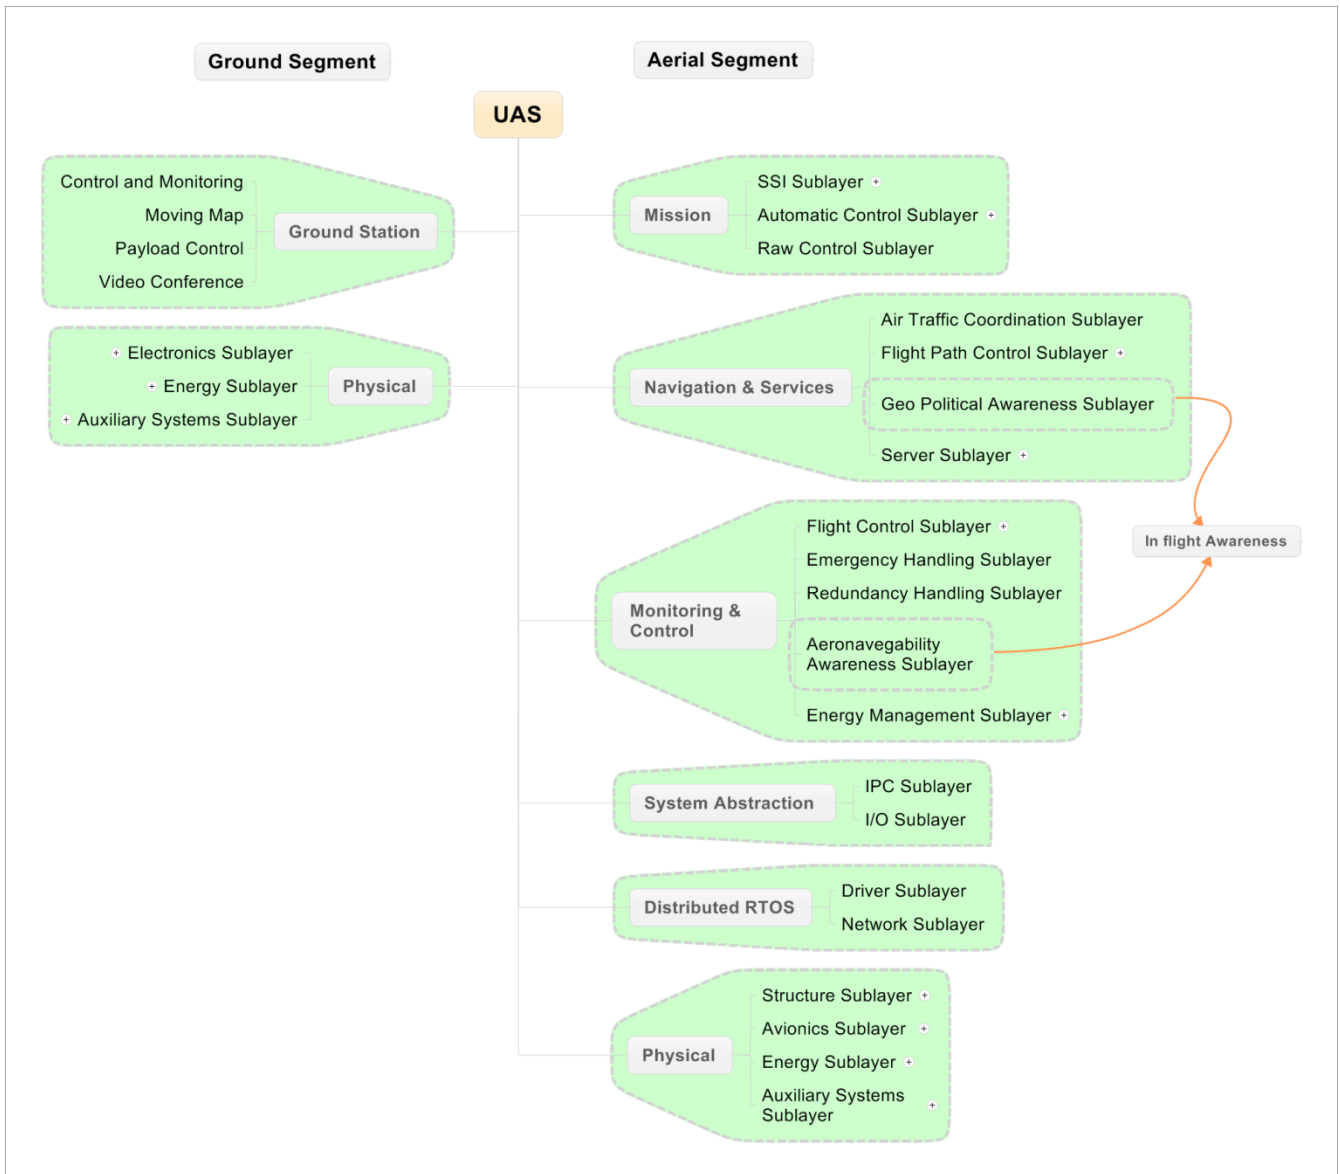 Ground Segment
Aerial Segment
UAS
Control and Monitoring
Moving Map
Payload Control
Video Conference
Ground Station
Electronics Sublayer
Energy Sublayer
Auxiliary Systems Sublayer
Physical
Mission
SSI Sublayer
Automatic Control Sublayer
Raw Control Sublayer
Navigation & Services
Air Traffic Coordination Sublayer
Flight Path Control Sublayer
Geo Political Awareness Sublayer
Server Sublayer
In flight Awareness
Monitoring &
Control
Flight Control Sublayer
Emergency Handling Sublayer
Redundancy Handling Sublayer
Aeronavegability
Awareness Sublayer
Energy Management Sublayer
System Abstraction
IPC Sublayer
I/O Sublayer
Distributed RTOS
Driver Sublayer
Network Sublayer
Physical
Structure Sublayer
Avionics Sublayer
Energy Sublayer
Auxiliary Systems
Sublayer